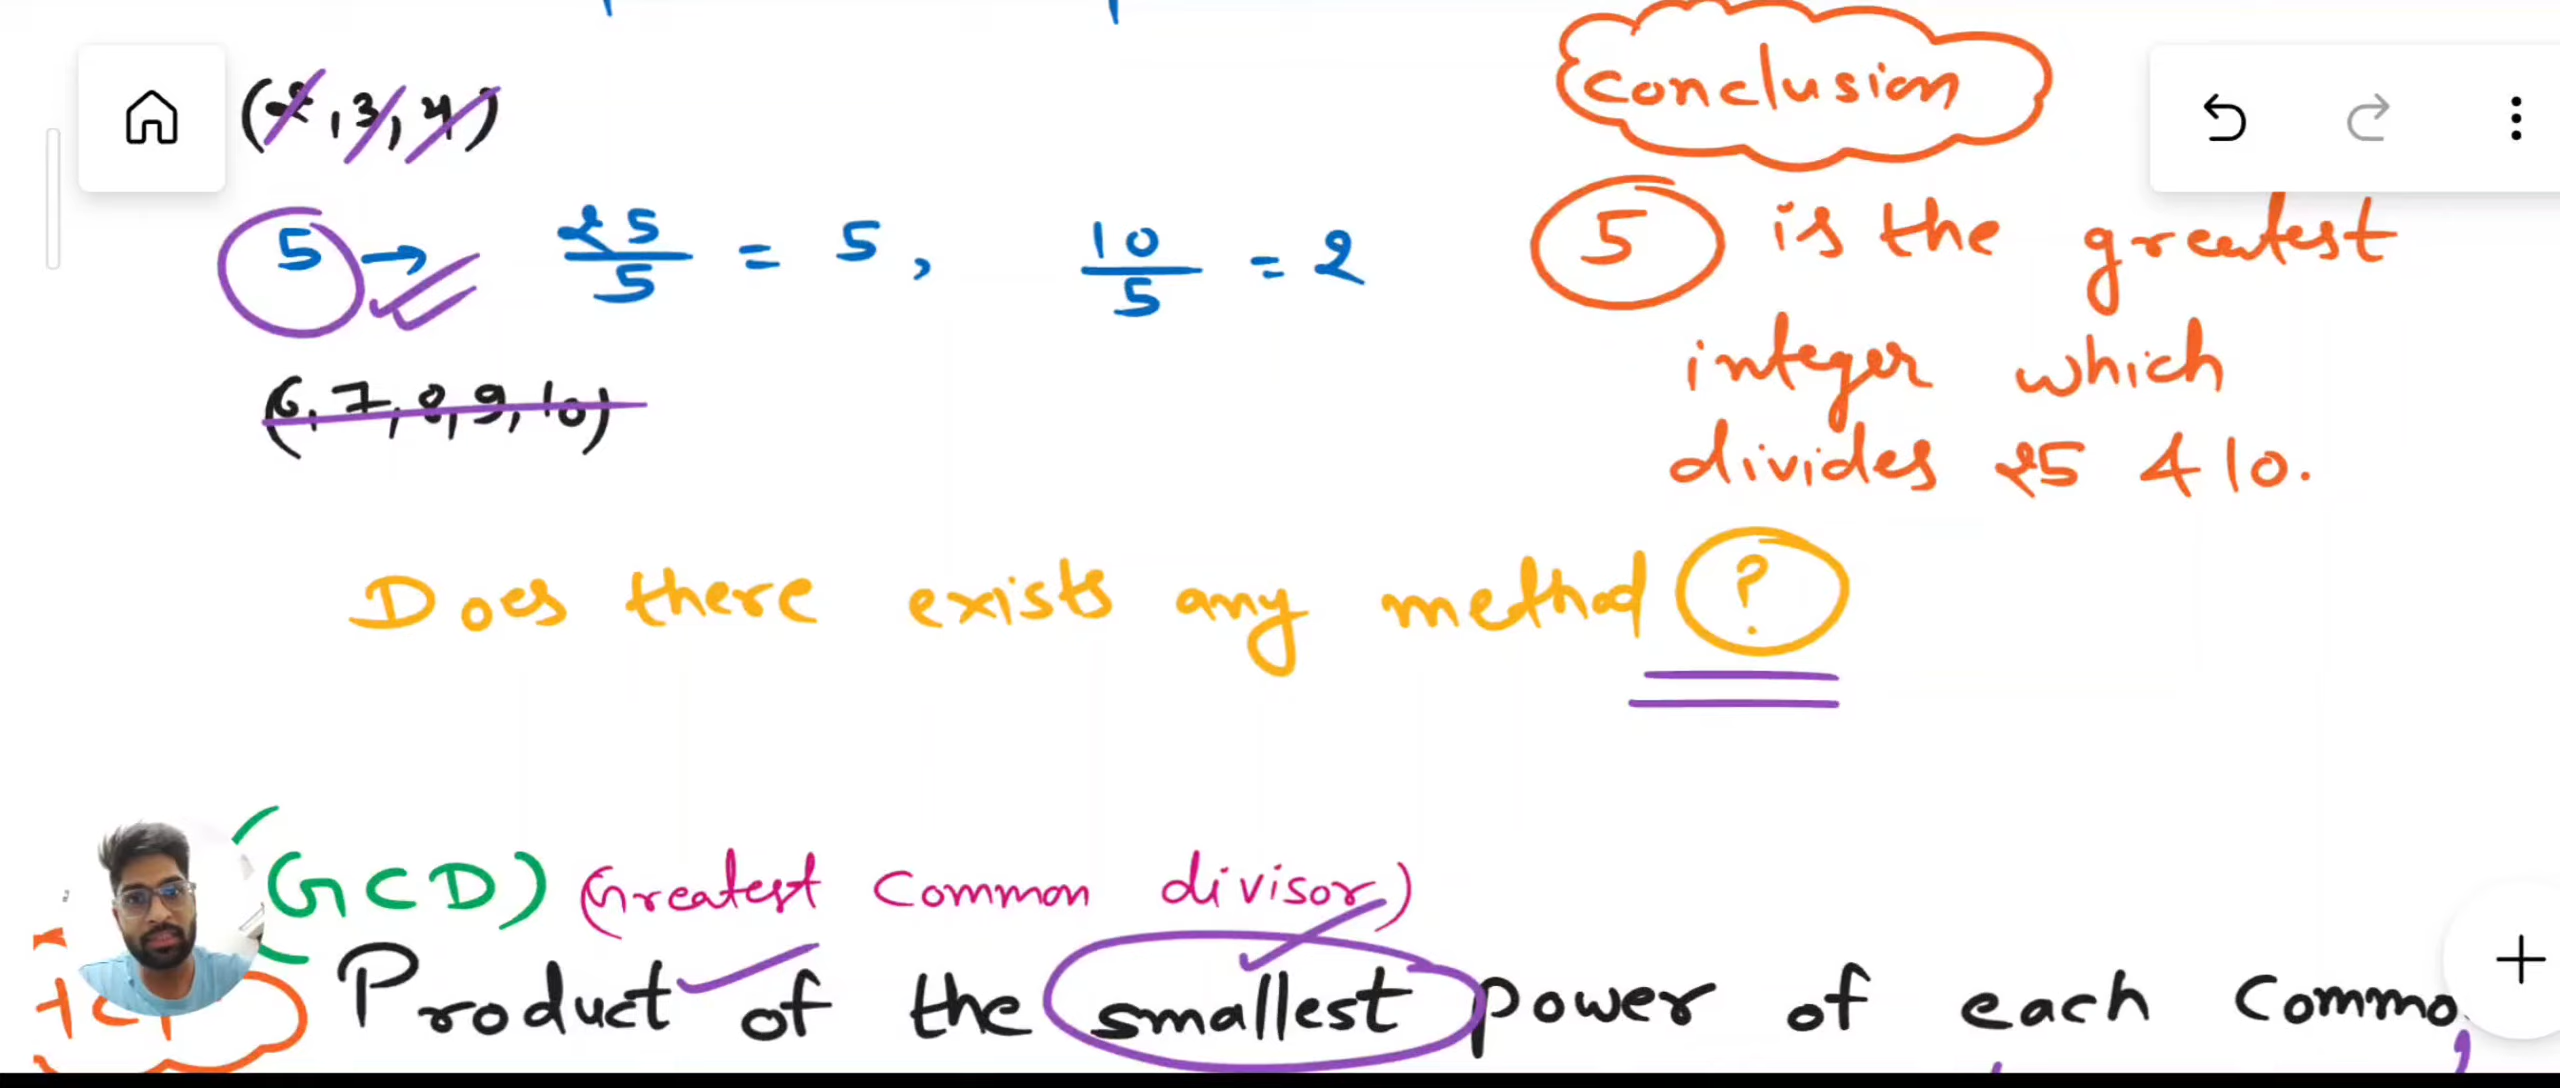 (2, 3, 4)
5 → 25/5 = 5, 10/5 = 2
(6, 7, 8, 9, 10)
Conclusion
5 is the greatest
integer which
divides 25 & 10.
Does there exists any method ?
(GCD) (Greatest Common divisor)
HCF Product of the smallest power of each Commo